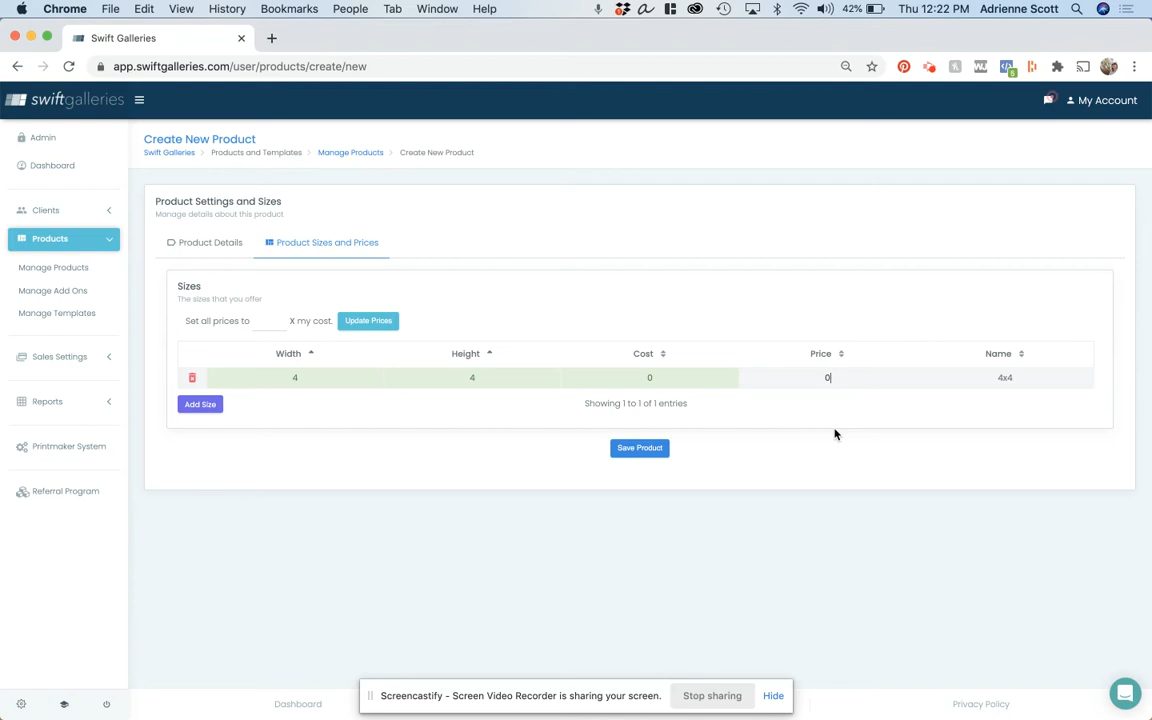 Chrome File Edit View History Bookmarks People Tab Window Help 42% Thu 12:22 PM Adrienne Scott
Swift Galleries
app.swiftgalleries.com/user/products/create/new
5
swiftgalleries
My Account
Admin
Dashboard
Clients
Products
Manage Products
Manage Add Ons
Manage Templates
Sales Settings
Reports
Printmaker System
Referral Program
Create New Product
Swift Galleries > Products and Templates > Manage Products > Create New Product
Product Settings and Sizes
Manage details about this product
Product Details Product Sizes and Prices
Sizes
The sizes that you offer
Set all prices to X my cost. Update Prices
Width Height Cost Price Name
4 4 0 0 4x4
Add Size Showing 1 to 1 of 1 entries
Save Product
Screencastify - Screen Video Recorder is sharing your screen. Stop sharing Hide
Dashboard Privacy Policy